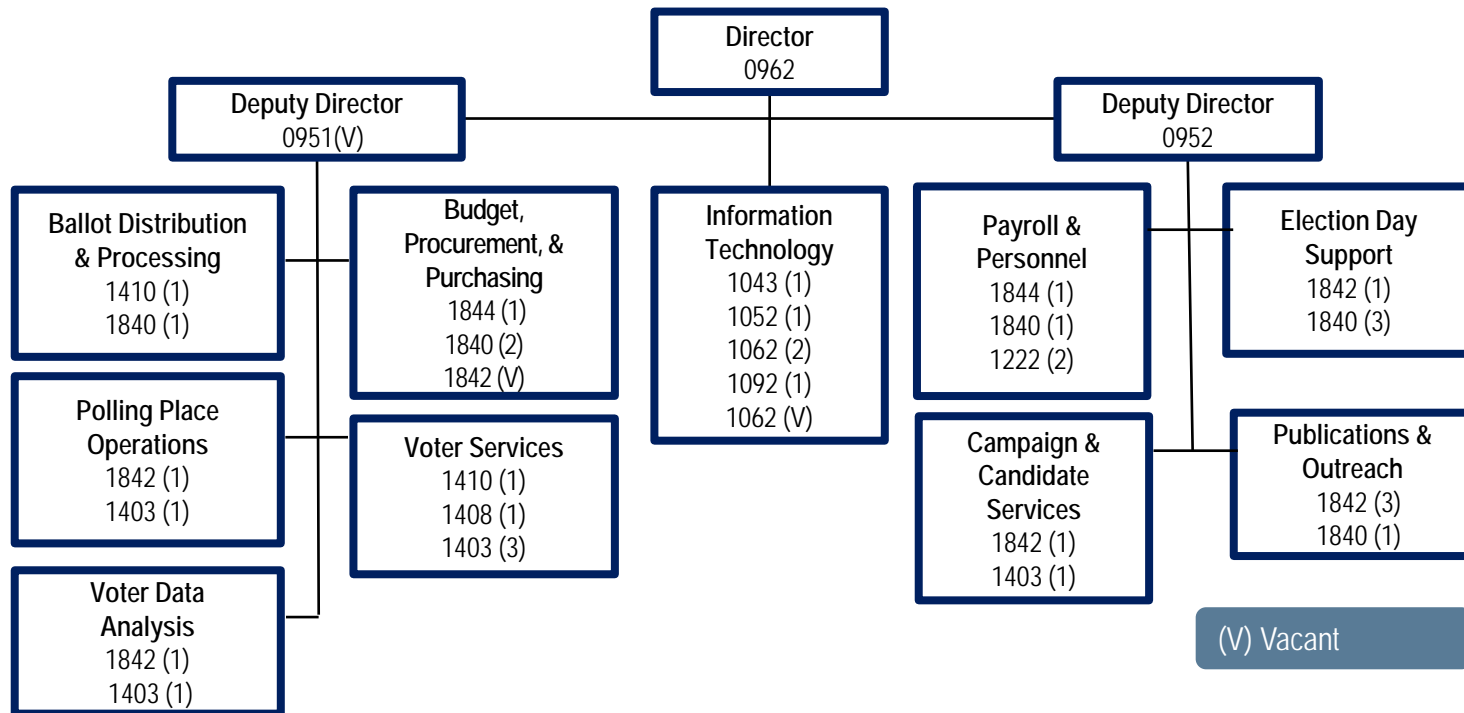 Director
0962
Deputy Director
0951(V)
Deputy Director
0952
Ballot Distribution
& Processing
1410 (1)
1840 (1)
Budget,
Procurement, &
Purchasing
1844 (1)
1840 (2)
1842 (V)
Information
Technology
1043 (1)
1052 (1)
1062 (2)
1092 (1)
1062 (V)
Payroll &
Personnel
1844 (1)
1840 (1)
1222 (2)
Election Day
Support
1842 (1)
1840 (3)
Polling Place
Operations
1842 (1)
1403 (1)
Voter Services
1410 (1)
1408 (1)
1403 (3)
Campaign &
Candidate
Services
1842 (1)
1403 (1)
Publications &
Outreach
1842 (3)
1840 (1)
Voter Data
Analysis
1842 (1)
1403 (1)
(V) Vacant